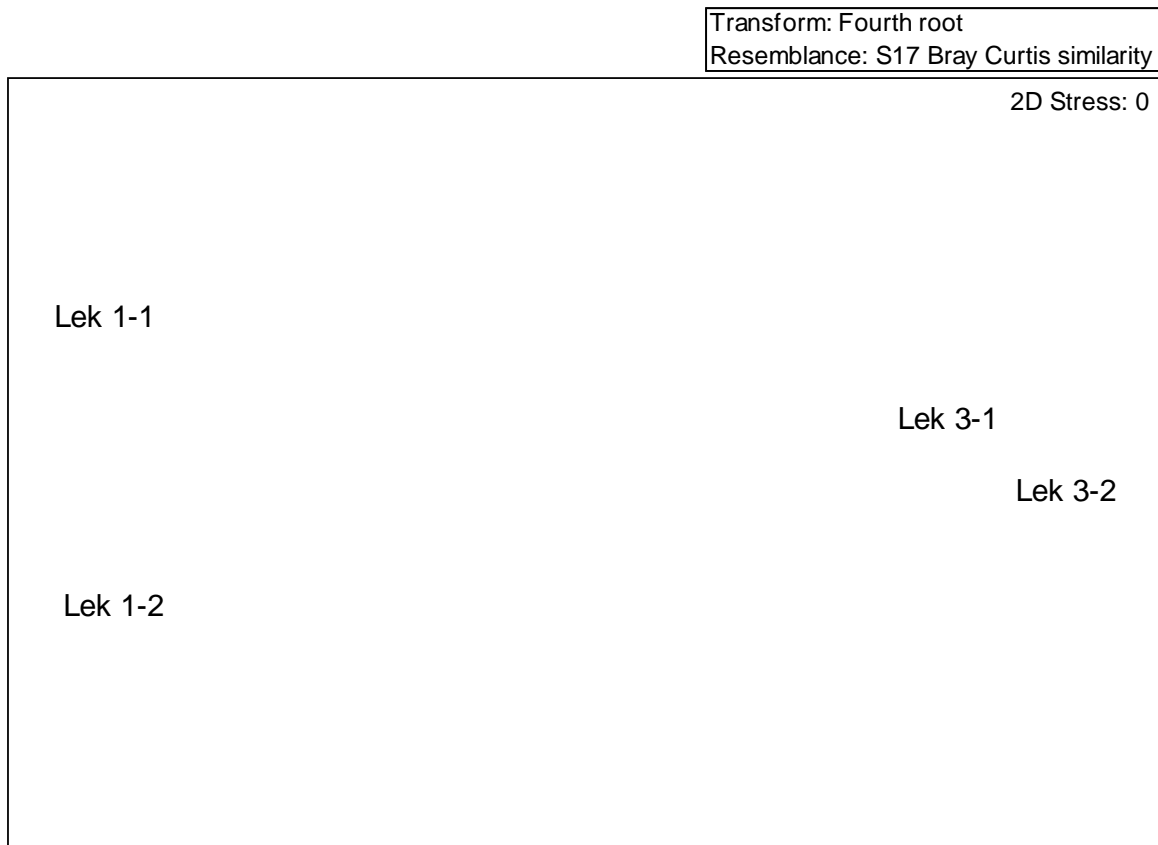 Transform: Fourth root
Resemblance: S17 Bray Curtis similarity
2D Stress: 0
Lek 1-1
Lek 3-1
Lek 3-2
Lek 1-2